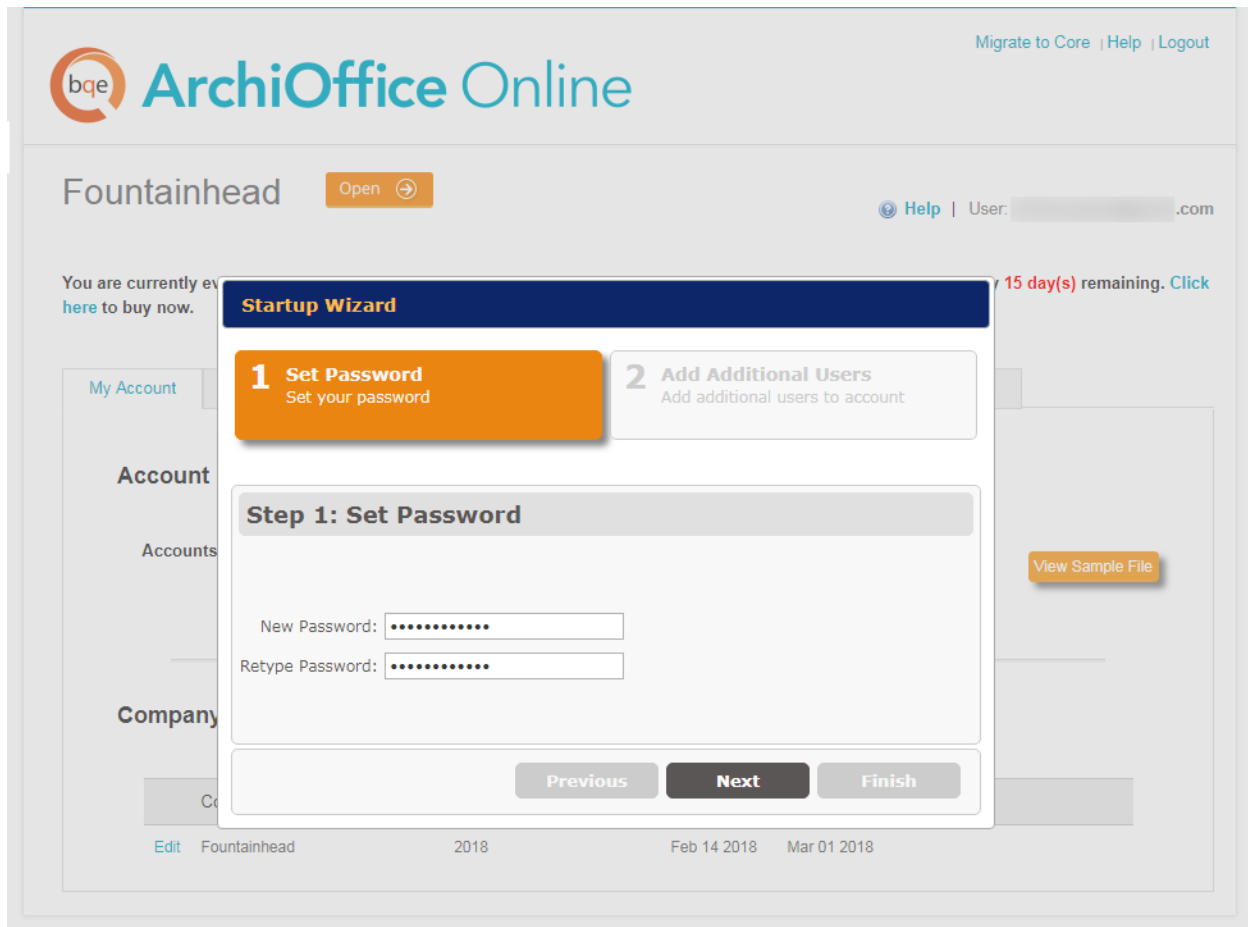 Migrate to Core | Help | Logout
bqe ArchiOffice Online
Fountainhead Open
Help | User: .com
You are currently 15 day(s) remaining. Click
here to buy now.
Startup Wizard
1 Set Password
Set your password
2 Add Additional Users
Add additional users to account
My Account
Account
Step 1: Set Password
Accounts
View Sample File
New Password: ••••••••••••
Retype Password: ••••••••••••
Company
Previous Next Finish
Edit Fountainhead 2018 Feb 14 2018 Mar 01 2018